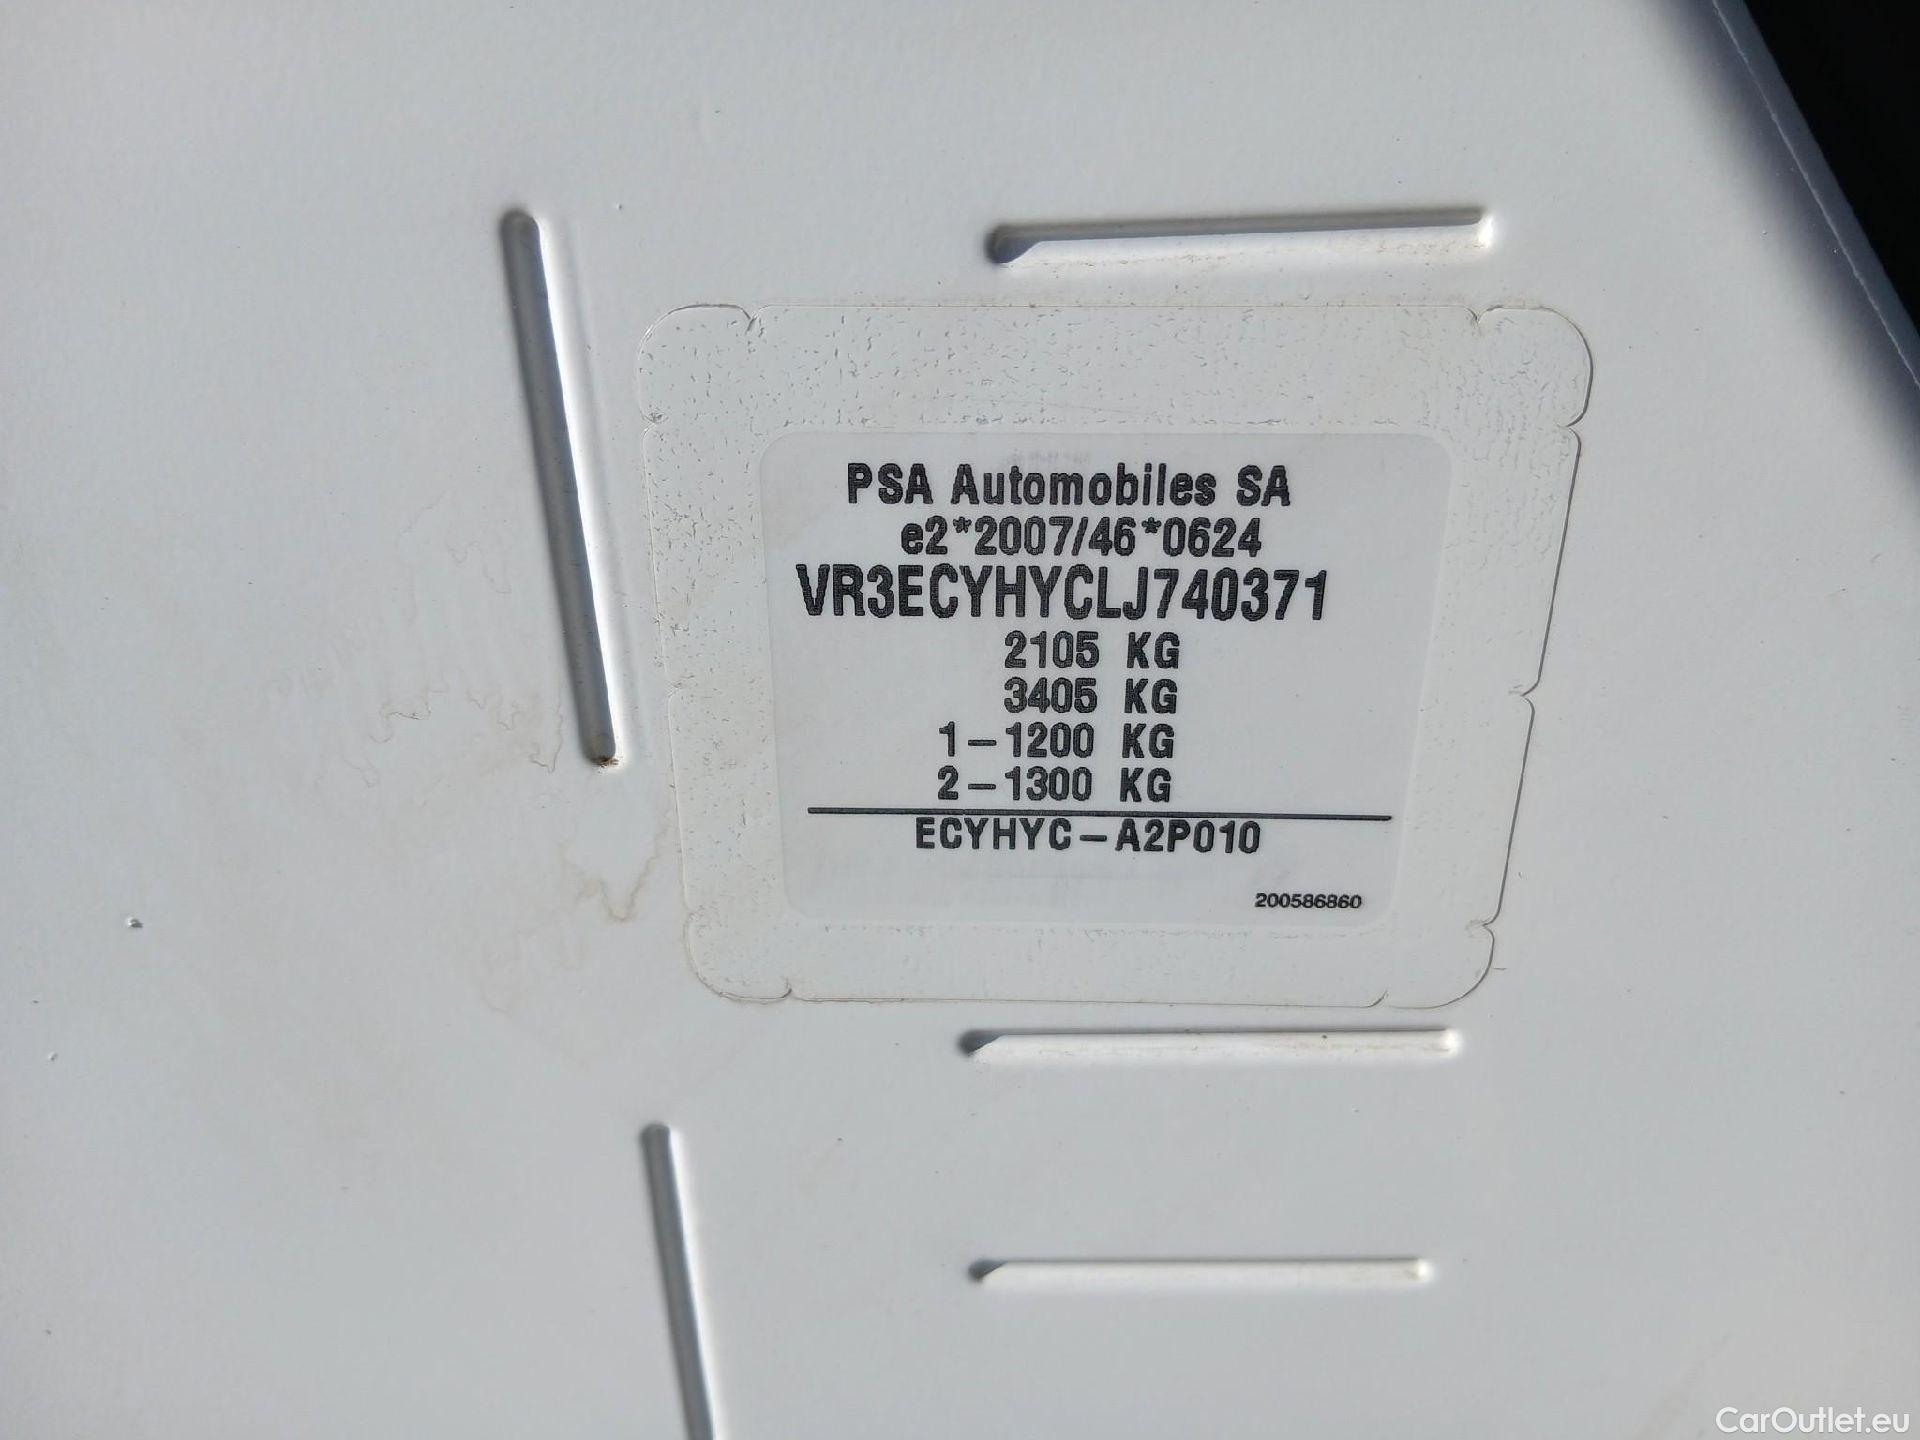 PSA Automobiles SA
e2*2007/46*0624
VR3ECYHYCLJ740371
2105 KG
3405 KG
1-1200 KG
2-1300 KG
ECYHYC-A2P010
200586860
CarOutlet.eu